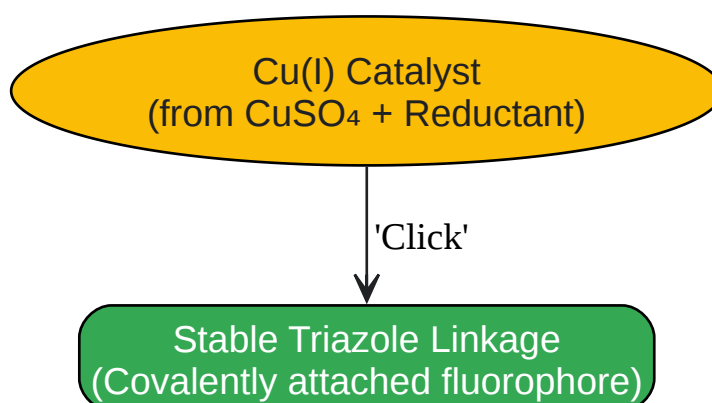 Cu(I) Catalyst
(from CuSO₄ + Reductant)
'Click'
Stable Triazole Linkage
(Covalently attached fluorophore)